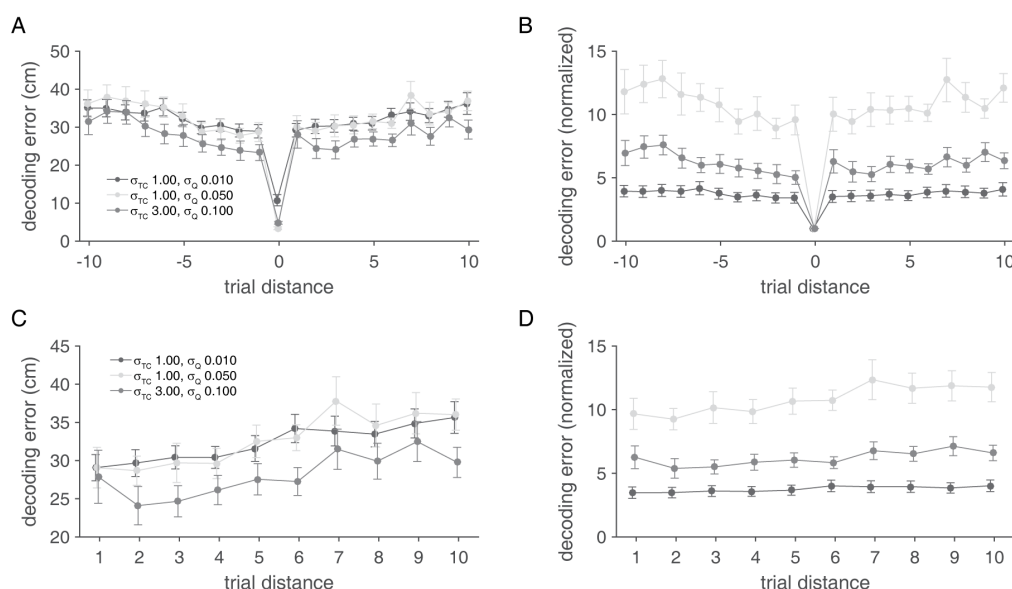 A
decoding error (cm)
50
40
30
20
10
0
σTC 1.00, σQ 0.010
σTC 1.00, σQ 0.050
σTC 3.00, σQ 0.100
-10 -5 0 5 10
trial distance
B
decoding error (normalized)
15
10
5
0
-10 -5 0 5 10
trial distance
C
decoding error (cm)
45
40
35
30
25
20
σTC 1.00, σQ 0.010
σTC 1.00, σQ 0.050
σTC 3.00, σQ 0.100
1 2 3 4 5 6 7 8 9 10
trial distance
D
decoding error (normalized)
15
10
5
0
1 2 3 4 5 6 7 8 9 10
trial distance